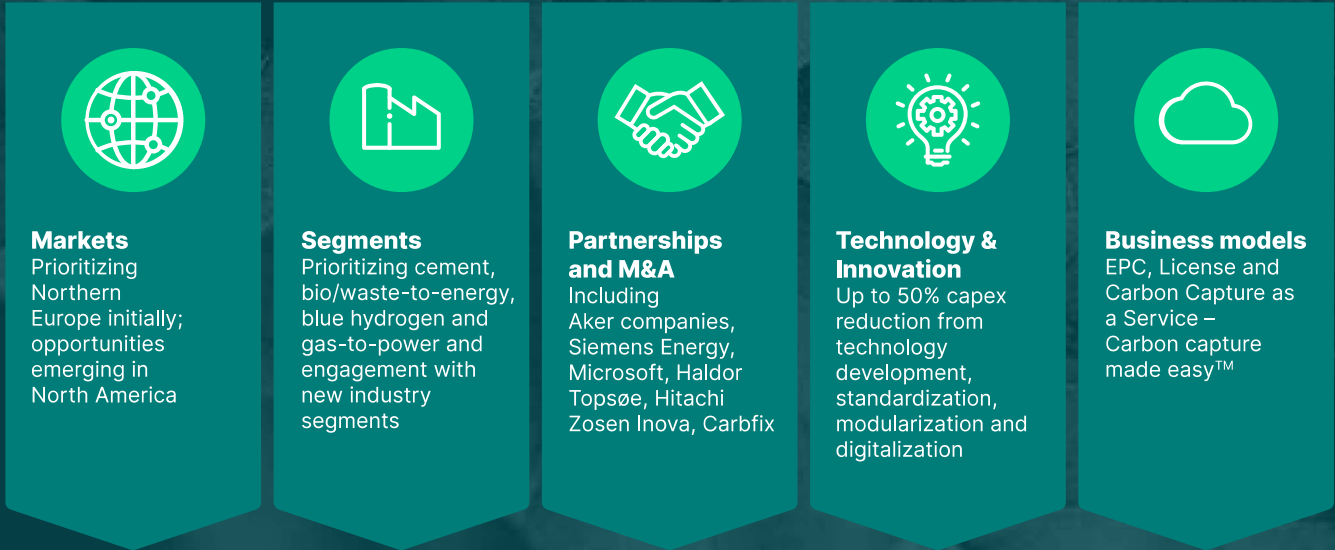 Markets
Prioritizing
Northern
Europe initially;
opportunities
emerging in
North America
Segments
Prioritizing cement,
bio/waste-to-energy,
blue hydrogen and
gas-to-power and
engagement with
new industry
segments
Partnerships
and M&A
Including
Aker companies,
Siemens Energy,
Microsoft, Haldor
Topsøe, Hitachi
Zosen Inova, Carbfix
Technology &
Innovation
Up to 50% capex
reduction from
technology
development,
standardization,
modularization and
digitalization
Business models
EPC, License and
Carbon Capture as
a Service –
Carbon capture
made easy™